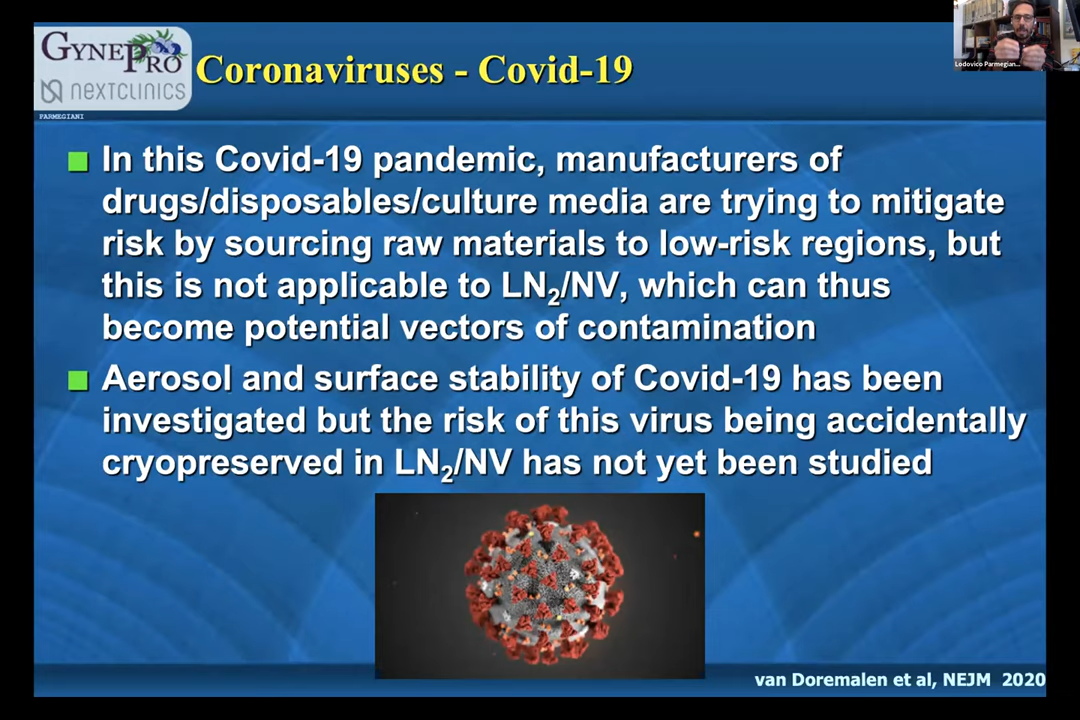 GYNEPRO
NEXTCLINICS
PARMEGIANI
Coronaviruses - Covid-19
Lodovico Parmegian...
In this Covid-19 pandemic, manufacturers of
drugs/disposables/culture media are trying to mitigate
risk by sourcing raw materials to low-risk regions, but
this is not applicable to LN₂/NV, which can thus
become potential vectors of contamination
Aerosol and surface stability of Covid-19 has been
investigated but the risk of this virus being accidentally
cryopreserved in LN₂/NV has not yet been studied
van Doremalen et al, NEJM 2020